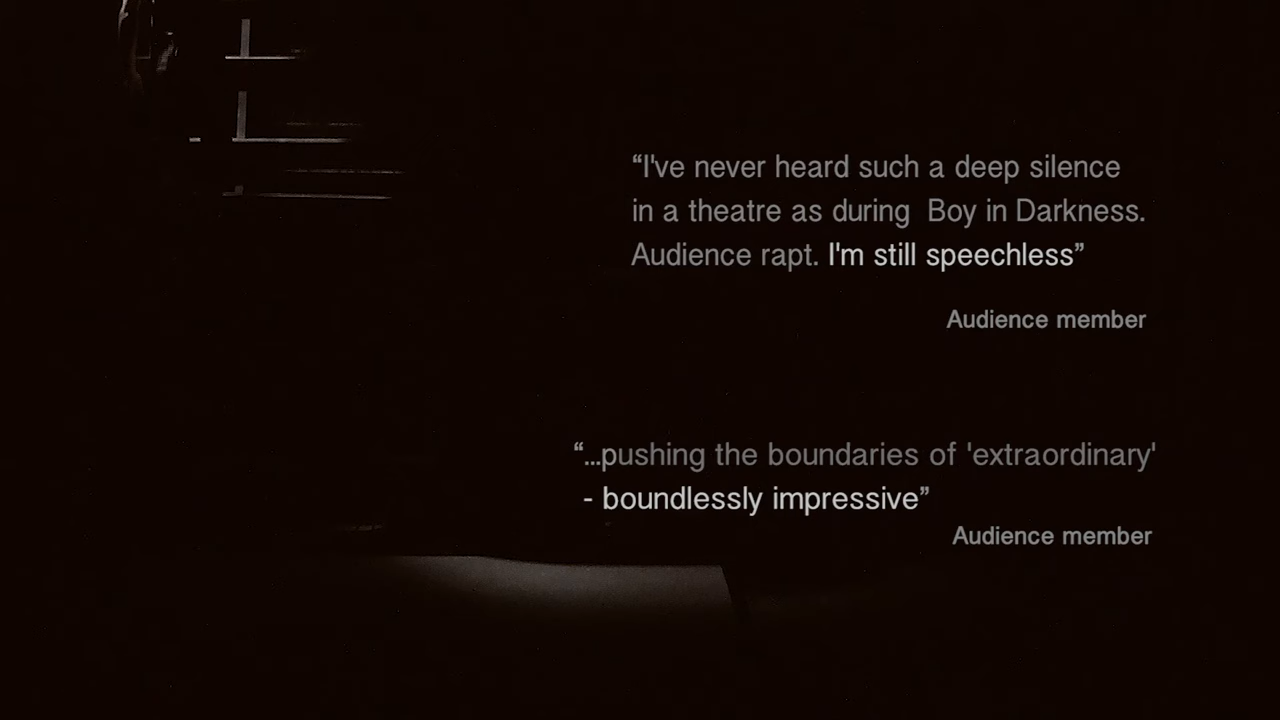 “I've never heard such a deep silence
in a theatre as during  Boy in Darkness.
Audience rapt. I'm still speechless”
Audience member
“...pushing the boundaries of 'extraordinary'
- boundlessly impressive”
Audience member